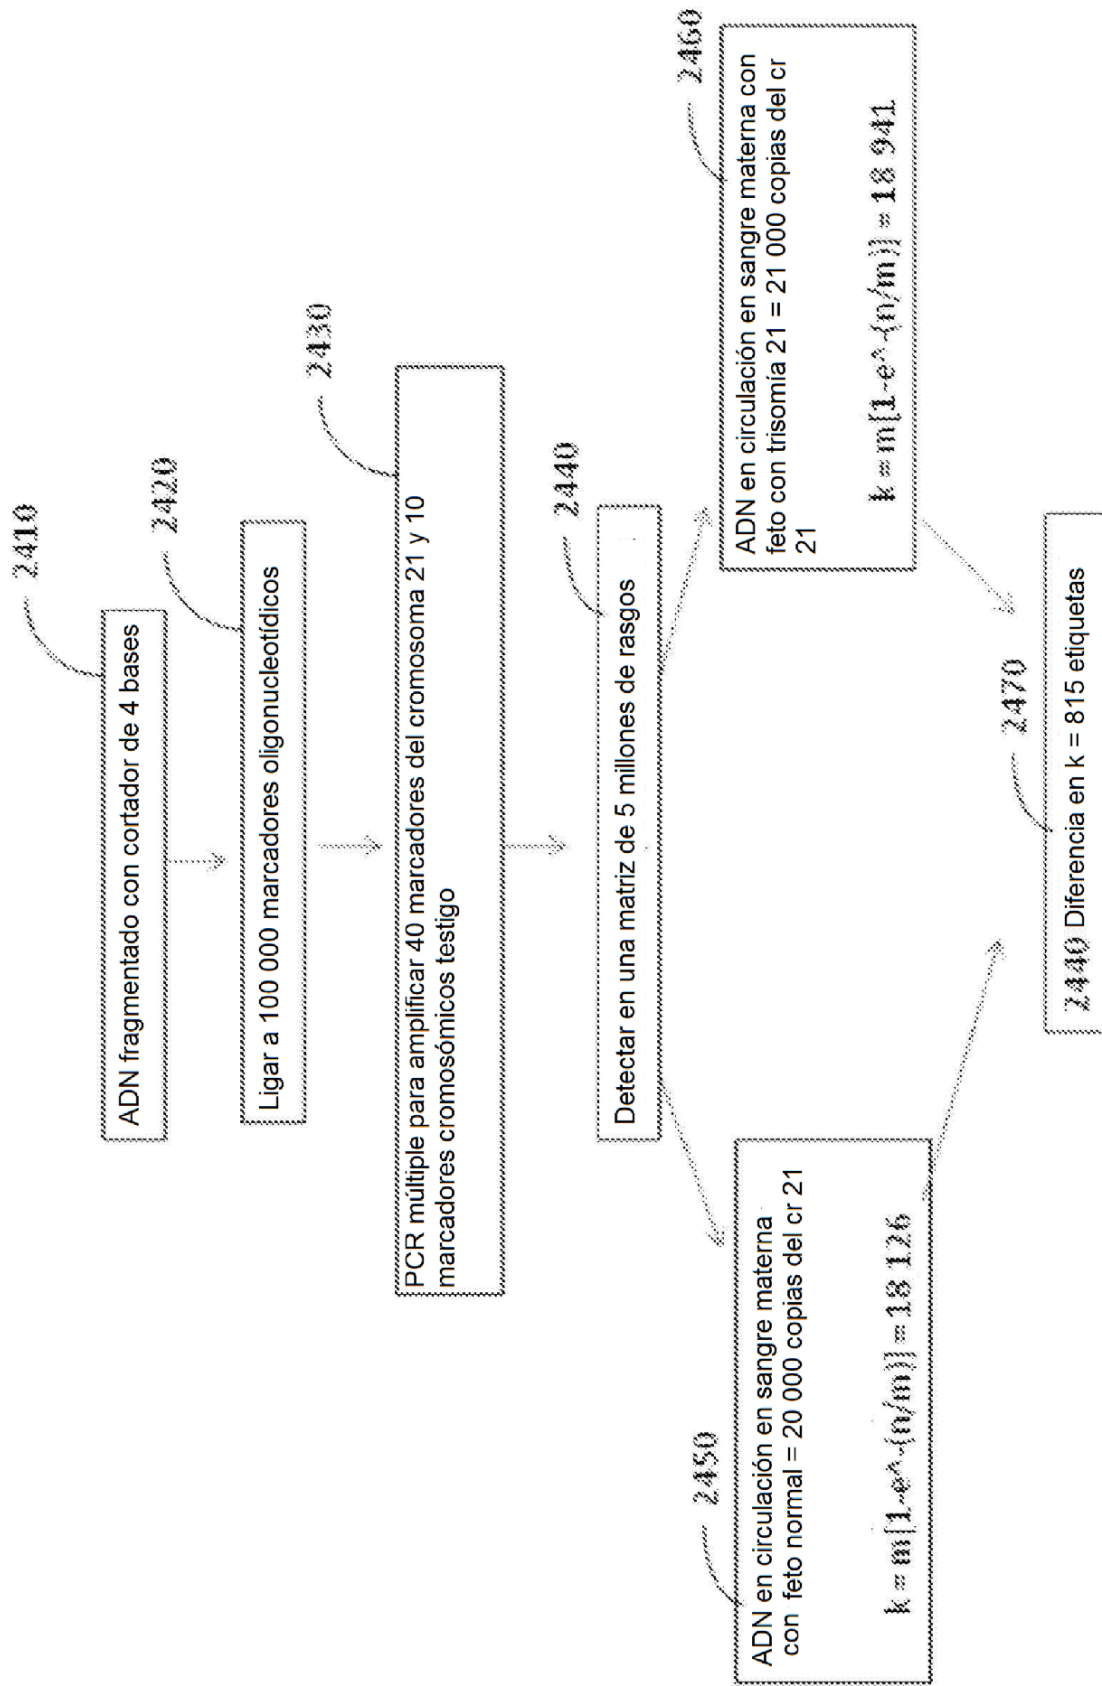 2410
ADN fragmentado con cortador de 4 bases
2420
Ligar a 100 000 marcadores oligonucleotídicos
2430
PCR múltiple para amplificar 40 marcadores del cromosoma 21 y 10
marcadores cromosómicos testigo
2440
Detectar en una matriz de 5 millones de rasgos
2450
ADN en circulación en sangre materna
con feto normal = 20 000 copias del cr 21
k = m[1-e^-(n/m)] = 18 126
2460
ADN en circulación en sangre materna con
feto con trisomía 21 = 21 000 copias del cr
21
k = m[1-e^-(n/m)] = 18 941
2470
2440 Diferencia en k = 815 etiquetas